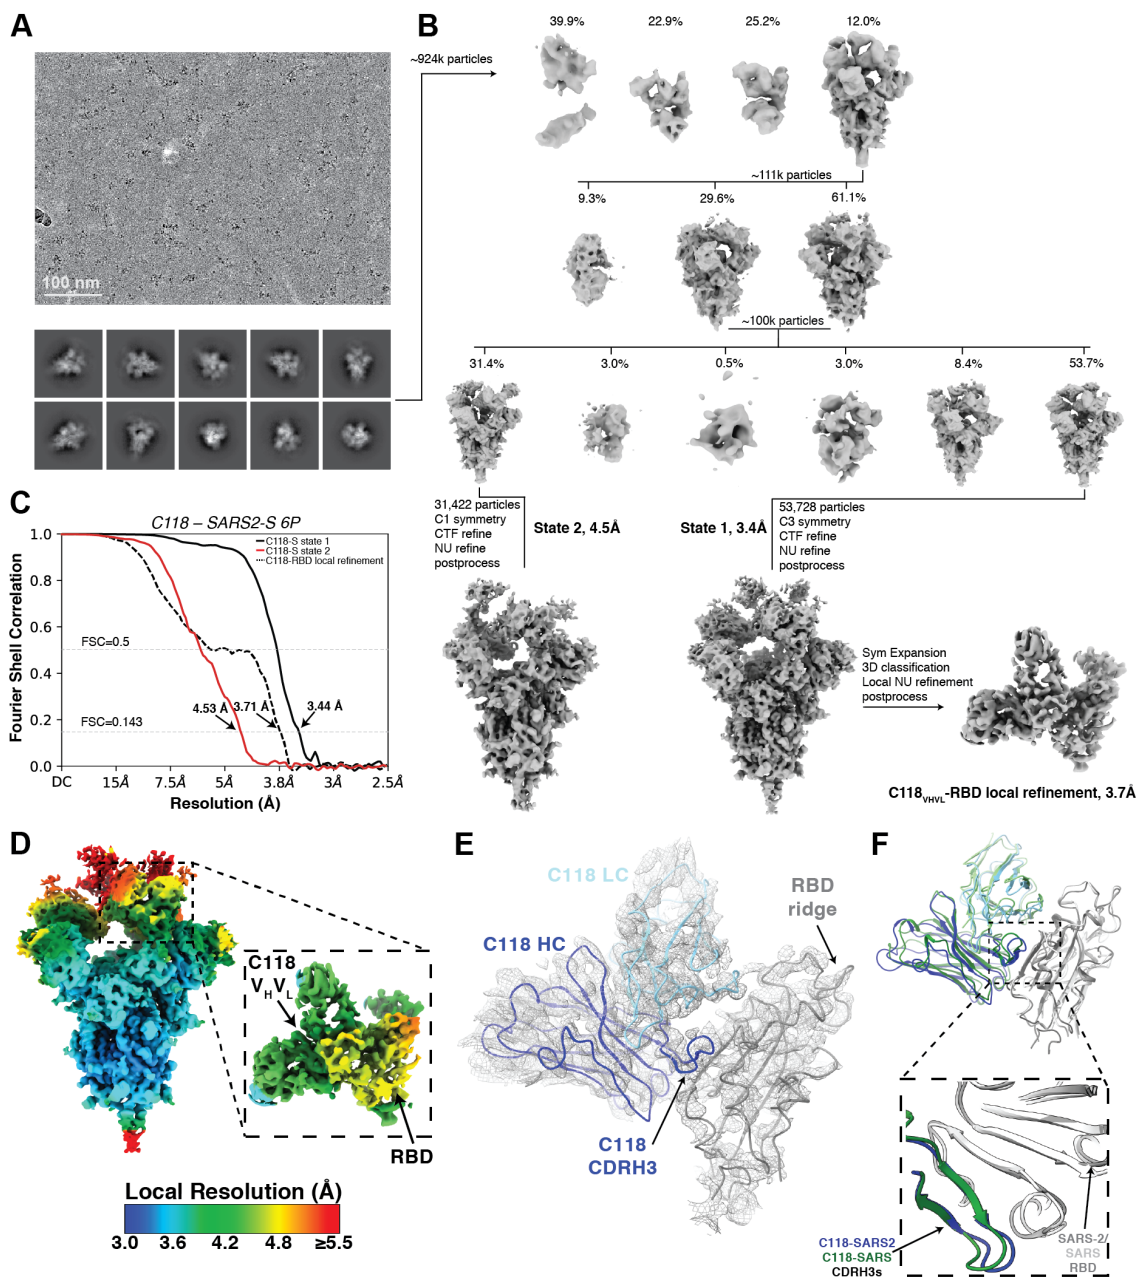 A
B
39.9%
22.9%
25.2%
12.0%
~924k particles
100 nm
~111k particles
9.3%
29.6%
61.1%
~100k particles
31.4%
3.0%
0.5%
3.0%
8.4%
53.7%
31,422 particles
C1 symmetry
CTF refine
NU refine
postprocess
State 2, 4.5Å
State 1, 3.4Å
53,728 particles
C3 symmetry
CTF refine
NU refine
postprocess
Sym Expansion
3D classification
Local NU refinement
postprocess
C118VHVL-RBD local refinement, 3.7Å
C
C118 – SARS2-S 6P
C118-S state 1
C118-S state 2
C118-RBD local refinement
Fourier Shell Correlation
1.0
0.8
0.6
0.4
0.2
0.0
FSC=0.5
FSC=0.143
4.53 Å
3.71 Å
3.44 Å
DC
15Å
7.5Å
5Å
3.8Å
3Å
2.5Å
Resolution (Å)
D
C118
VHVL
RBD
Local Resolution (Å)
3.0
3.6
4.2
4.8
≥5.5
E
C118 LC
C118 HC
RBD
ridge
C118
CDRH3
F
C118-SARS2
C118-SARS
CDRH3s
SARS-2/
SARS
RBD